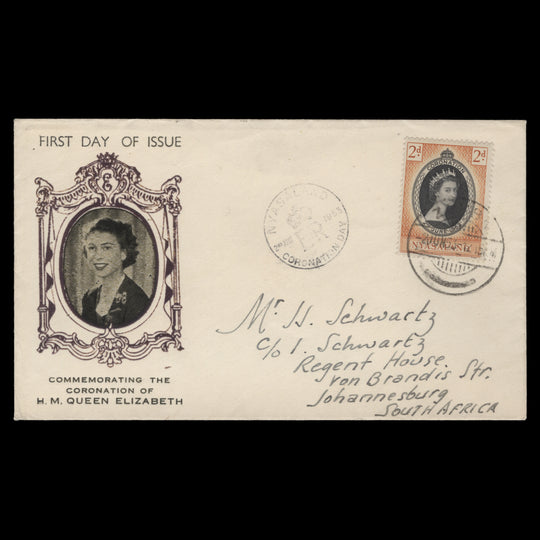 FIRST DAY OF ISSUE
E
COMMEMORATING THE
CORONATION OF
H. M. QUEEN ELIZABETH
NYASALAND
CORONATION DAY
2d 2d
CORONATION
NYASALAND
Mr H. Schwartz
C/o I. Schwartz
Regent House
von Brandis Str.
Johannesburg
SOUTH AFRICA